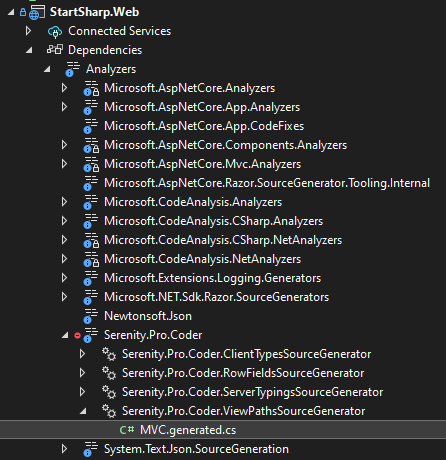 StartSharp.Web
Connected Services
Dependencies
Analyzers
Microsoft.AspNetCore.Analyzers
Microsoft.AspNetCore.App.Analyzers
Microsoft.AspNetCore.App.CodeFixes
Microsoft.AspNetCore.Components.Analyzers
Microsoft.AspNetCore.Mvc.Analyzers
Microsoft.AspNetCore.Razor.SourceGenerator.Tooling.Internal
Microsoft.CodeAnalysis.Analyzers
Microsoft.CodeAnalysis.CSharp.Analyzers
Microsoft.CodeAnalysis.CSharp.NetAnalyzers
Microsoft.CodeAnalysis.NetAnalyzers
Microsoft.Extensions.Logging.Generators
Microsoft.NET.Sdk.Razor.SourceGenerators
Newtonsoft.Json
Serenity.Pro.Coder
Serenity.Pro.Coder.ClientTypesSourceGenerator
Serenity.Pro.Coder.RowFieldsSourceGenerator
Serenity.Pro.Coder.ServerTypingsSourceGenerator
Serenity.Pro.Coder.ViewPathsSourceGenerator
C# MVC.generated.cs
System.Text.Json.SourceGeneration